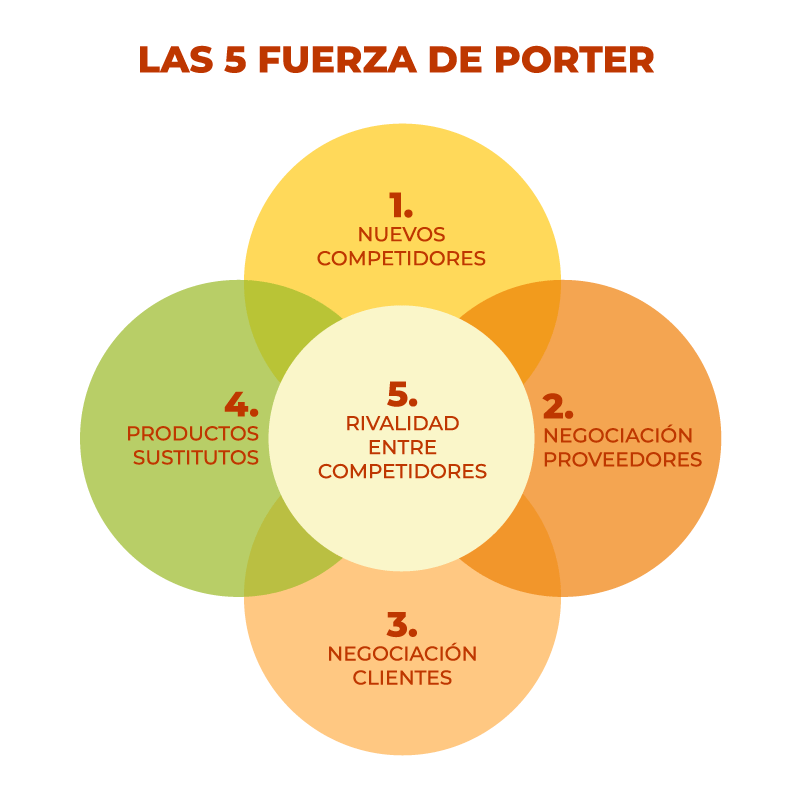 LAS 5 FUERZA DE PORTER
1.
NUEVOS
COMPETIDORES
2.
NEGOCIACIÓN
PROVEEDORES
3.
NEGOCIACIÓN
CLIENTES
4.
PRODUCTOS
SUSTITUTOS
5.
RIVALIDAD
ENTRE
COMPETIDORES